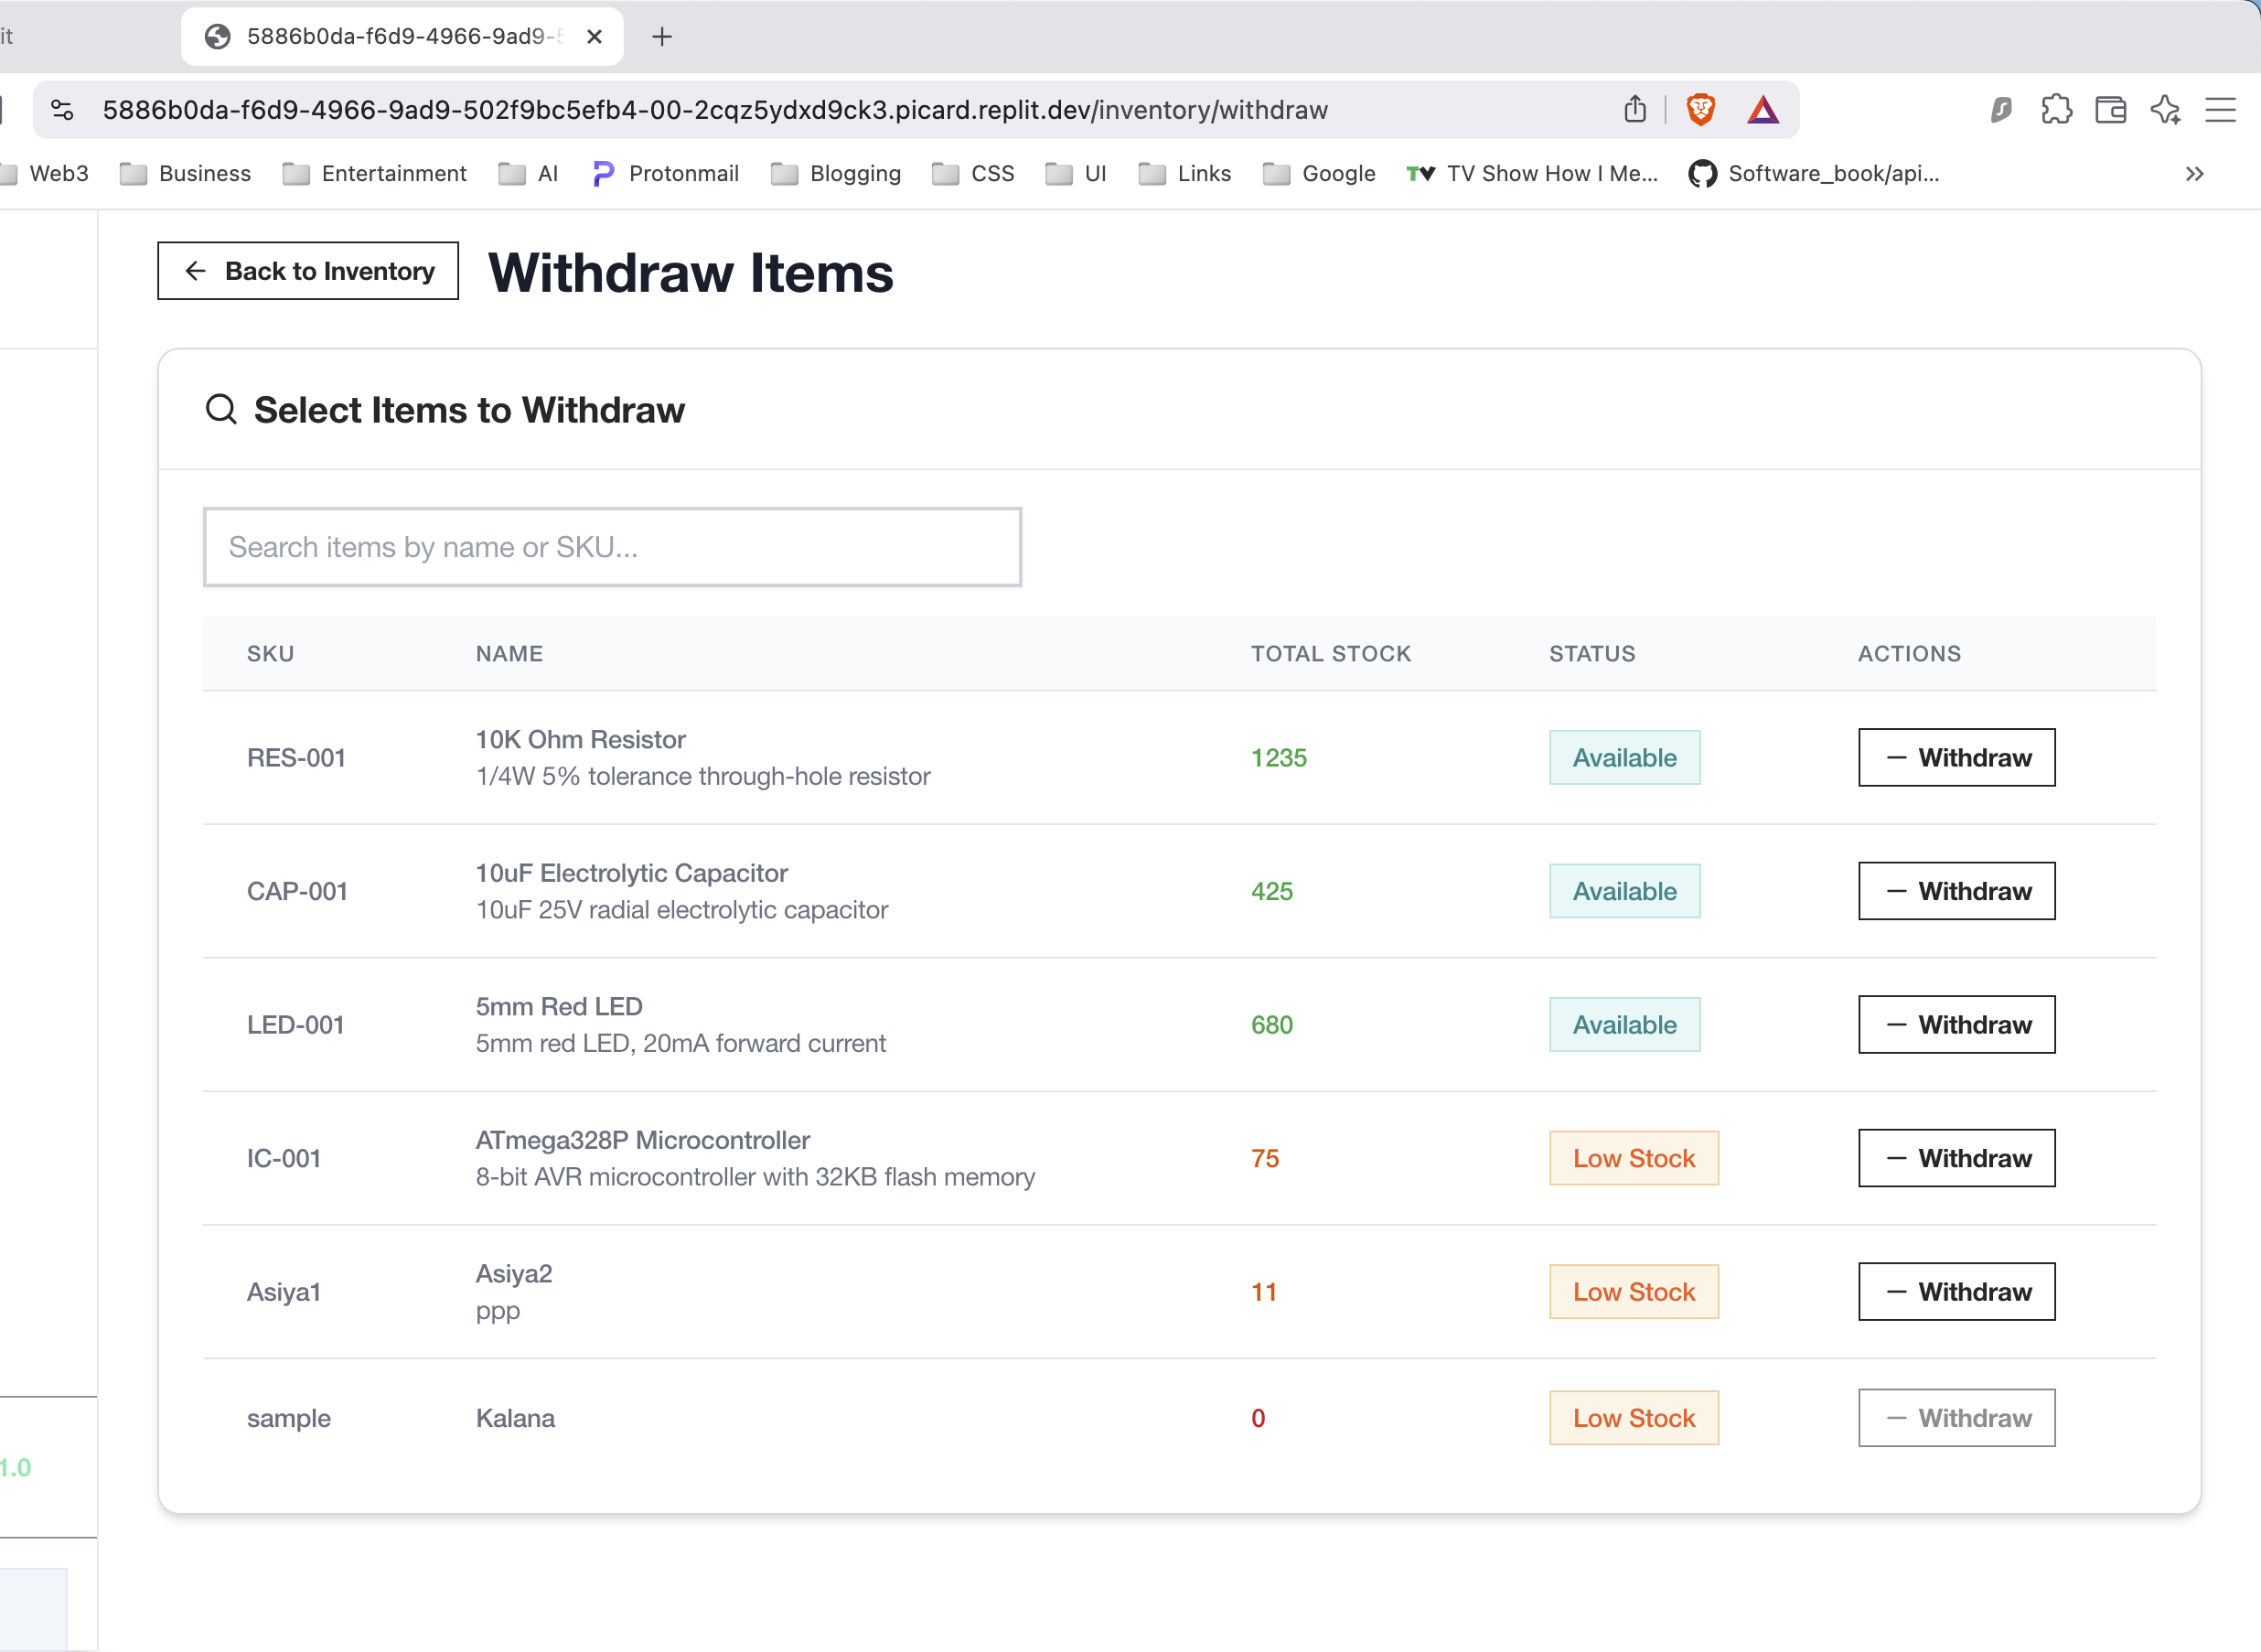 it
5886b0da-f6d9-4966-9ad9-5
5886b0da-f6d9-4966-9ad9-502f9bc5efb4-00-2cqz5ydxd9ck3.picard.replit.dev/inventory/withdraw
Web3 Business Entertainment AI Protonmail Blogging CSS UI Links Google TV Show How I Me... Software_book/api...
Back to Inventory Withdraw Items
Select Items to Withdraw
Search items by name or SKU...
SKU NAME TOTAL STOCK STATUS ACTIONS
10K Ohm Resistor
RES-001 1235 Available Withdraw
1/4W 5% tolerance through-hole resistor
10uF Electrolytic Capacitor
CAP-001 425 Available Withdraw
10uF 25V radial electrolytic capacitor
5mm Red LED
LED-001 680 Available Withdraw
5mm red LED, 20mA forward current
ATmega328P Microcontroller
IC-001 75 Low Stock Withdraw
8-bit AVR microcontroller with 32KB flash memory
Asiya2
Asiya1 11 Low Stock Withdraw
ppp
sample Kalana 0 Low Stock Withdraw
1.0